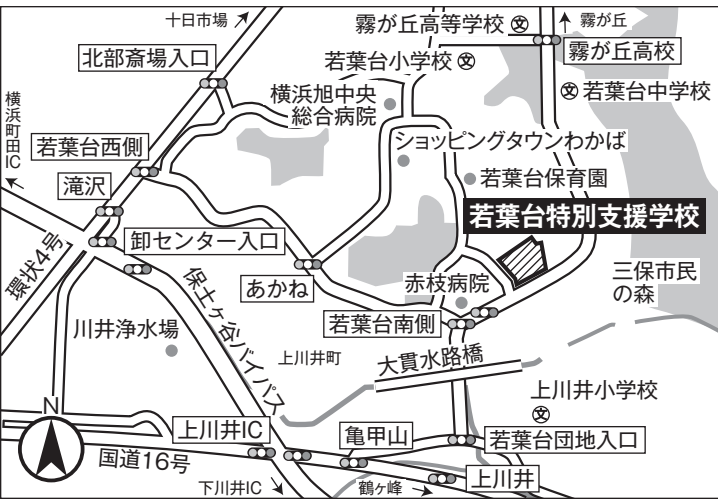 十日市場
霧が丘高等学校
霧が丘
北部斎場入口
若葉台小学校
霧が丘高校
横浜町田IC
横浜旭中央
総合病院
若葉台中学校
若葉台西側
ショッピングタウンわかば
滝沢
若葉台保育園
若葉台特別支援学校
卸センター入口
環状4号
あかね
赤枝病院
三保市民
の森
保土ヶ谷バイパス
若葉台南側
川井浄水場
上川井町
大貫水路橋
上川井小学校
N
上川井IC
亀甲山
若葉台団地入口
国道16号
上川井
下川井IC
鶴ヶ峰
文
文
文
文